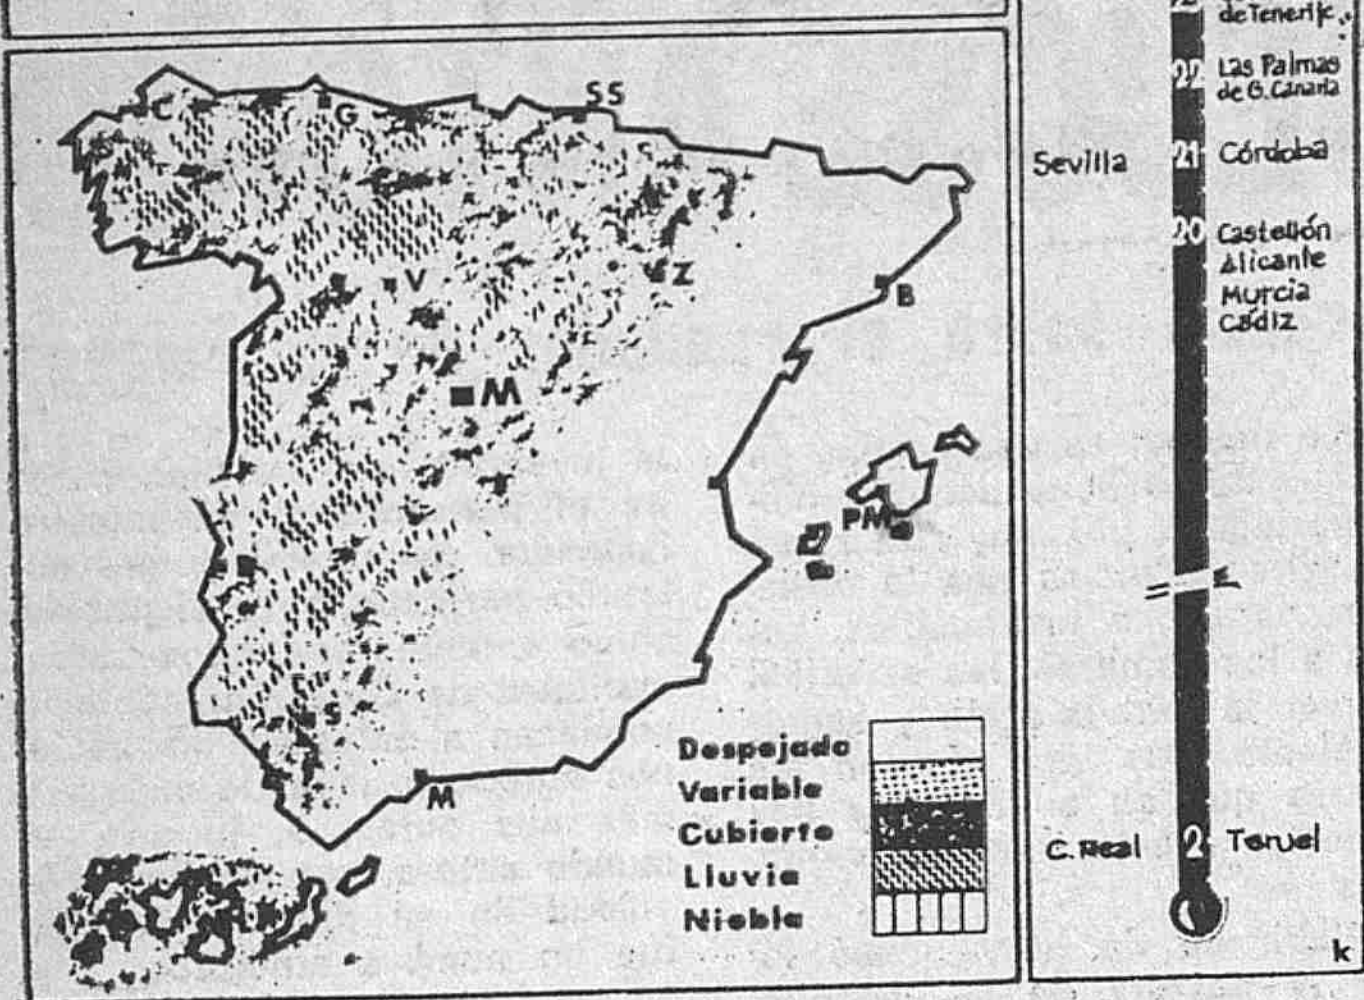 C
G
SS
V
Z
B
M
PM
S
M
Despejado
Variable
Cubierto
Lluvia
Niebla
de Tenerife
22 Las Palmas
de G. Canaria
Sevilla 21 Córdoba
20 Castellón
Alicante
Murcia
Cádiz
C. Real 2 Teruel
k